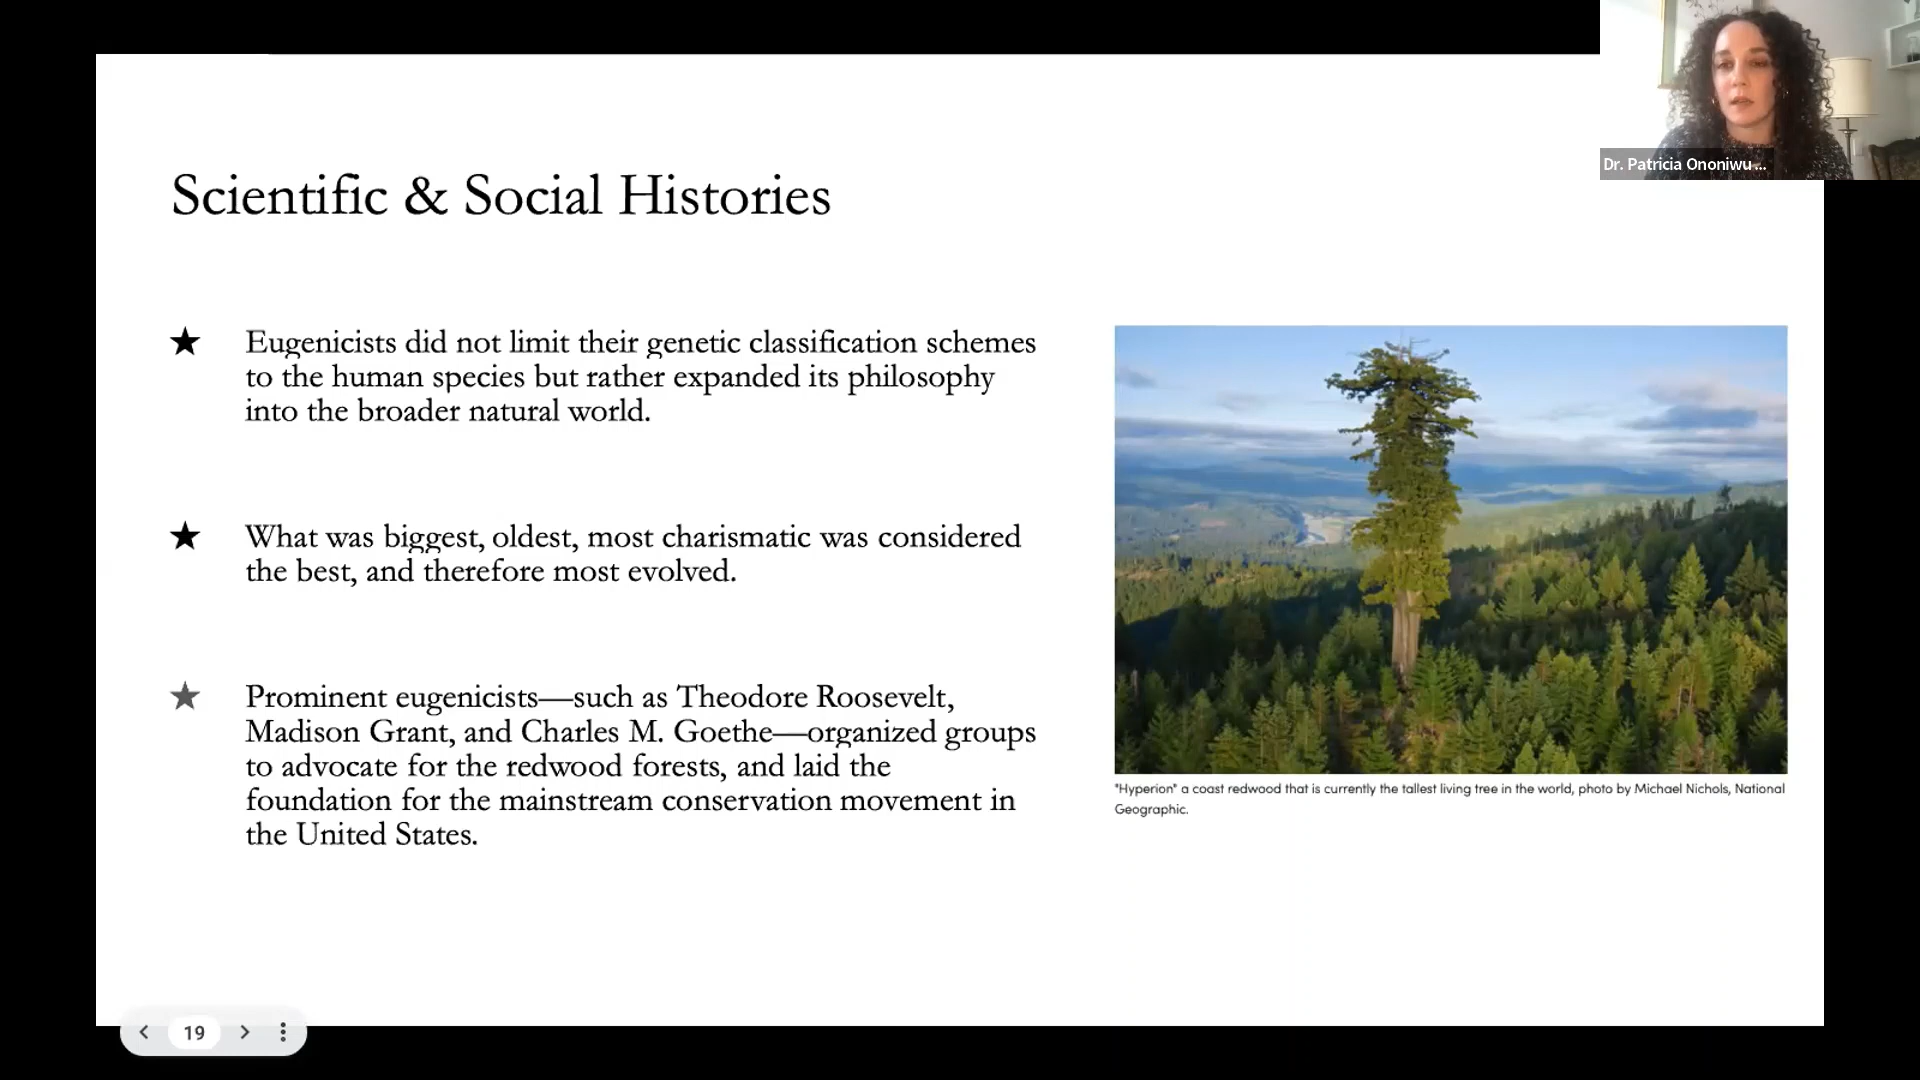 Dr. Patricia Ononiwu ...
Scientific & Social Histories
★ Eugenicists did not limit their genetic classification schemes
to the human species but rather expanded its philosophy
into the broader natural world.
★ What was biggest, oldest, most charismatic was considered
the best, and therefore most evolved.
★ Prominent eugenicists—such as Theodore Roosevelt,
Madison Grant, and Charles M. Goethe—organized groups
to advocate for the redwood forests, and laid the
foundation for the mainstream conservation movement in
the United States.
"Hyperion" a coast redwood that is currently the tallest living tree in the world, photo by Michael Nichols, National
Geographic.
19